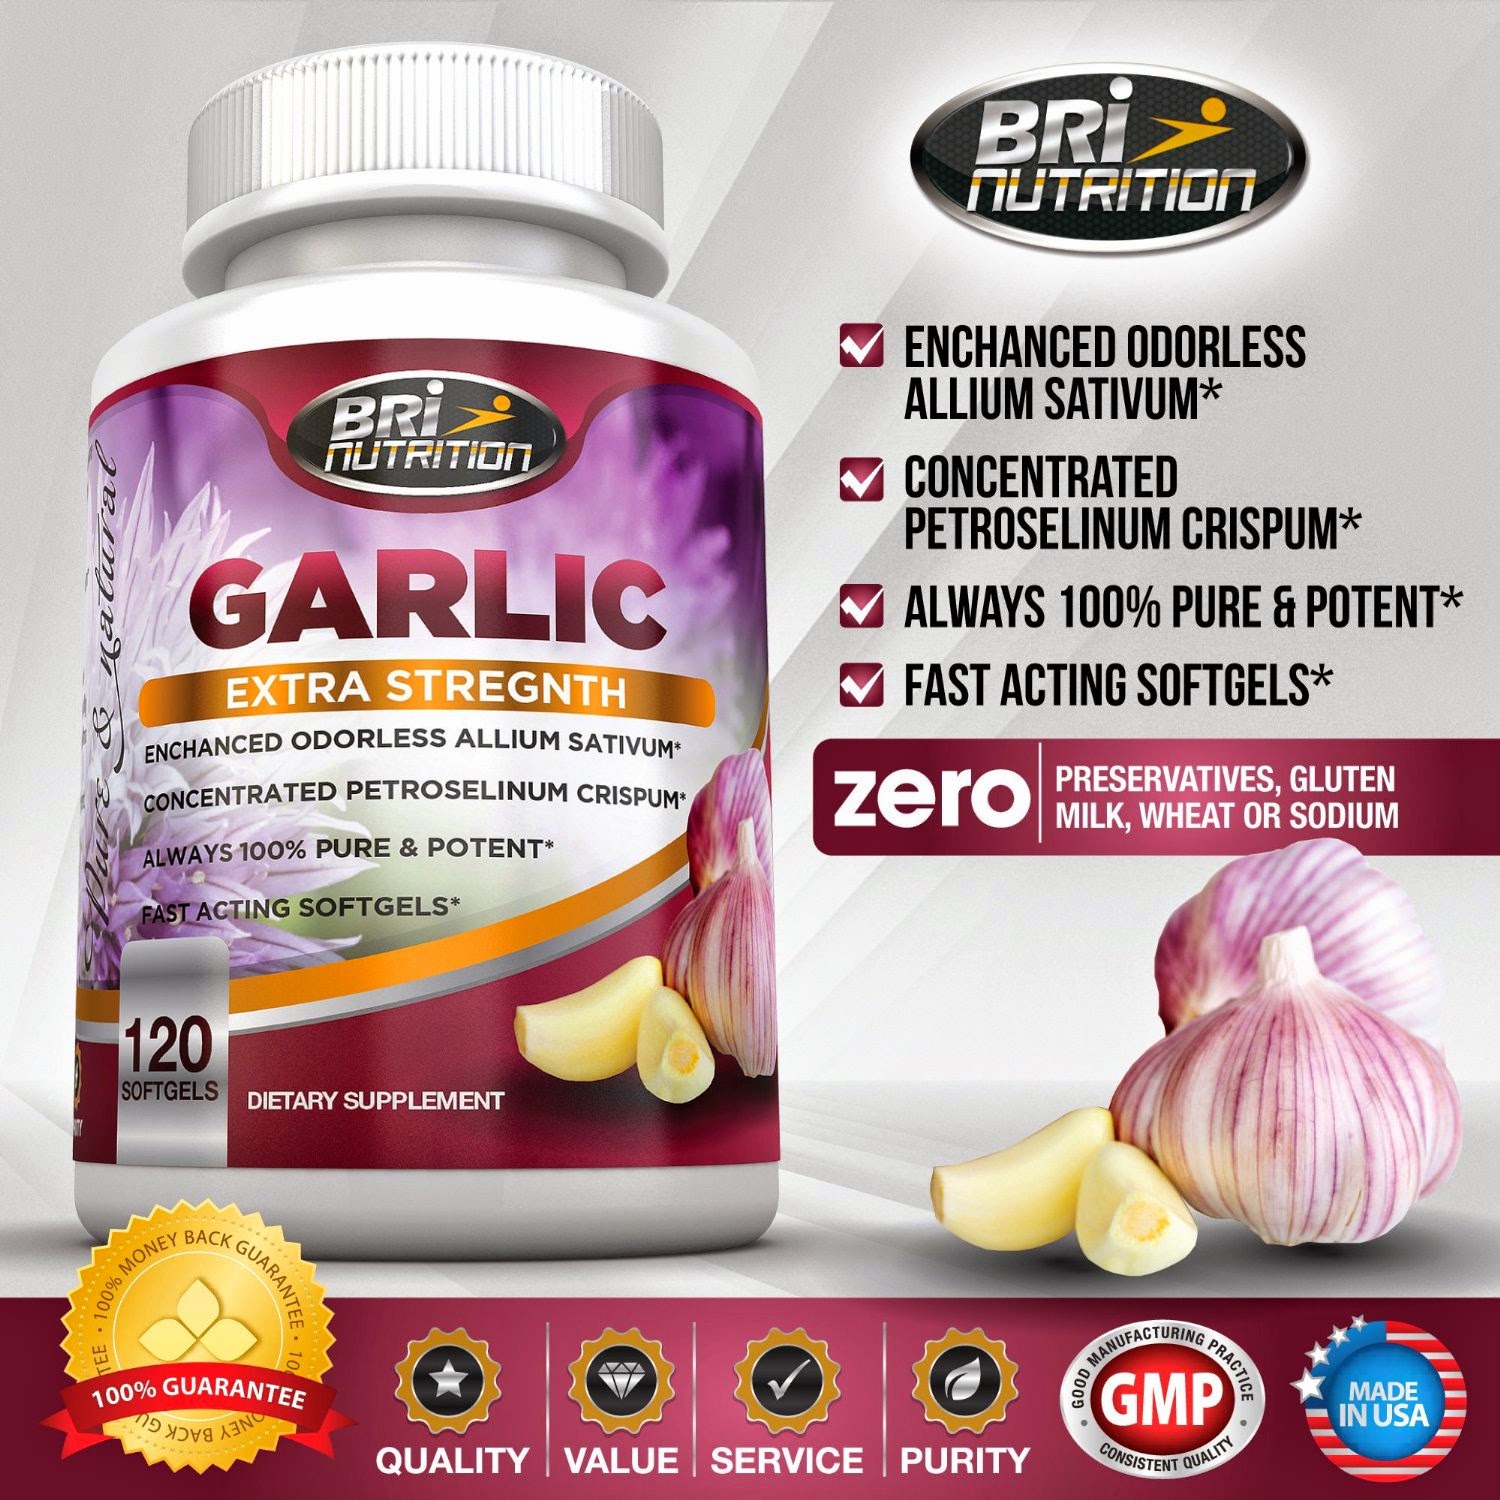 BRi
NUTRITION
Pure & Natural
GARLIC
EXTRA STREGNTH
ENCHANCED ODORLESS ALLIUM SATIVUM*
CONCENTRATED PETROSELINUM CRISPUM*
ALWAYS 100% PURE & POTENT*
FAST ACTING SOFTGELS*
120
SOFTGELS
DIETARY SUPPLEMENT
BRi
NUTRITION
ENCHANCED ODORLESS
ALLIUM SATIVUM*
CONCENTRATED
PETROSELINUM CRISPUM*
ALWAYS 100% PURE & POTENT*
FAST ACTING SOFTGELS*
zero
PRESERVATIVES, GLUTEN
MILK, WHEAT OR SODIUM
100% MONEY BACK GUARANTEE
100% GUARANTEE
MONEY BACK GU
QUALITY
VALUE
SERVICE
PURITY
GOOD MANUFACTURING PRACTICE
GMP
CONSISTENT QUALITY
MADE
IN USA